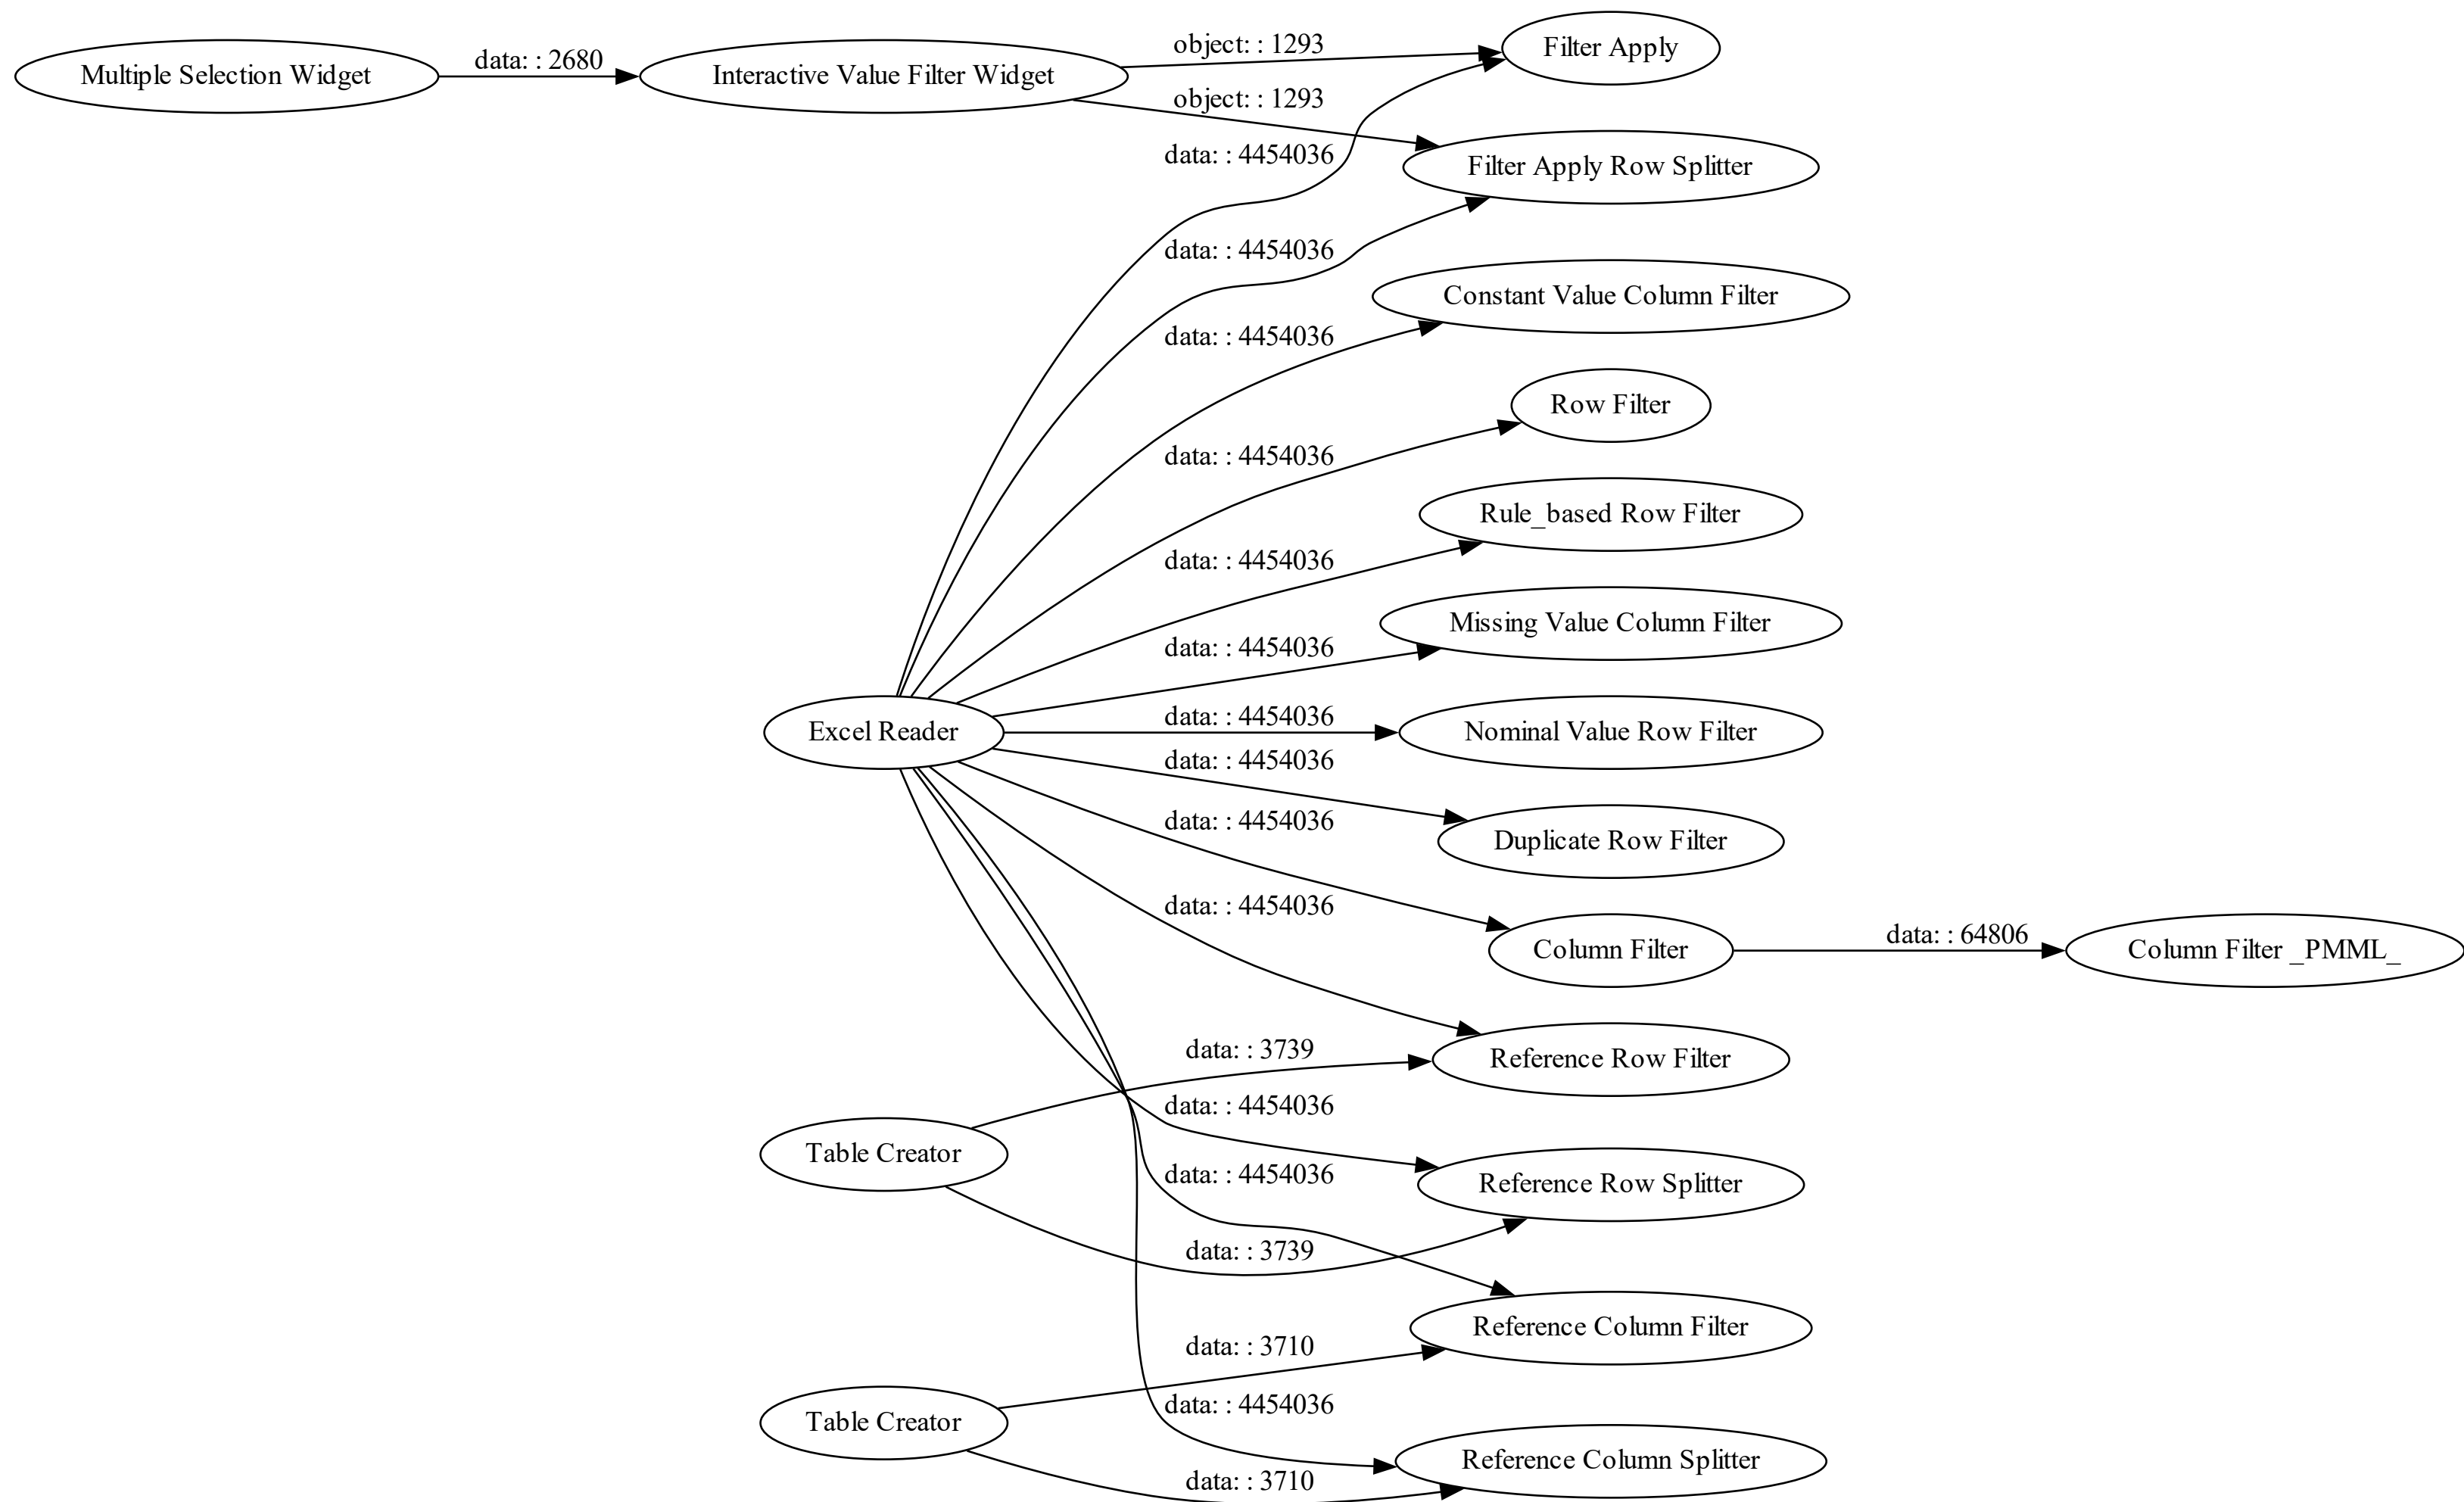 Multiple Selection Widget
data: : 2680
Interactive Value Filter Widget
object: : 1293
object: : 1293
Filter Apply
data: : 4454036
Filter Apply Row Splitter
data: : 4454036
Constant Value Column Filter
data: : 4454036
Row Filter
data: : 4454036
Rule_based Row Filter
data: : 4454036
Missing Value Column Filter
data: : 4454036
Excel Reader
data: : 4454036
Nominal Value Row Filter
data: : 4454036
Duplicate Row Filter
data: : 4454036
Column Filter
data: : 64806
Column Filter _PMML_
data: : 4454036
Reference Row Filter
data: : 3739
Table Creator
data: : 4454036
Reference Row Splitter
data: : 4454036
data: : 3739
Reference Column Filter
data: : 3710
Table Creator
data: : 4454036
Reference Column Splitter
data: : 3710